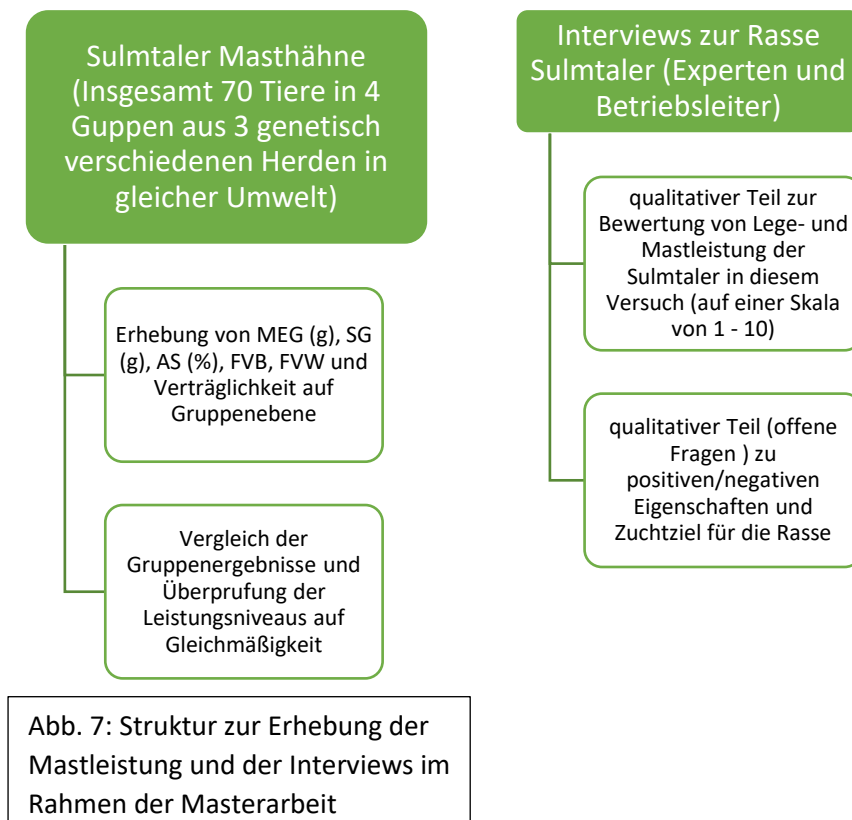 Sulmtaler Masthähne
(Insgesamt 70 Tiere in 4
Guppen aus 3 genetisch
verschiedenen Herden in
gleicher Umwelt)
Erhebung von MEG (g), SG
(g), AS (%), FVB, FVW und
Verträglichkeit auf
Gruppenebene
Vergleich der
Gruppenergebnisse und
Überprufung der
Leistungsniveaus auf
Gleichmäßigkeit
Interviews zur Rasse
Sulmtaler (Experten und
Betriebsleiter)
qualitativer Teil zur
Bewertung von Lege- und
Mastleistung der
Sulmtaler in diesem
Versuch (auf einer Skala
von 1 - 10)
qualitativer Teil (offene
Fragen ) zu
positiven/negativen
Eigenschaften und
Zuchtziel für die Rasse
Abb. 7: Struktur zur Erhebung der
Mastleistung und der Interviews im
Rahmen der Masterarbeit